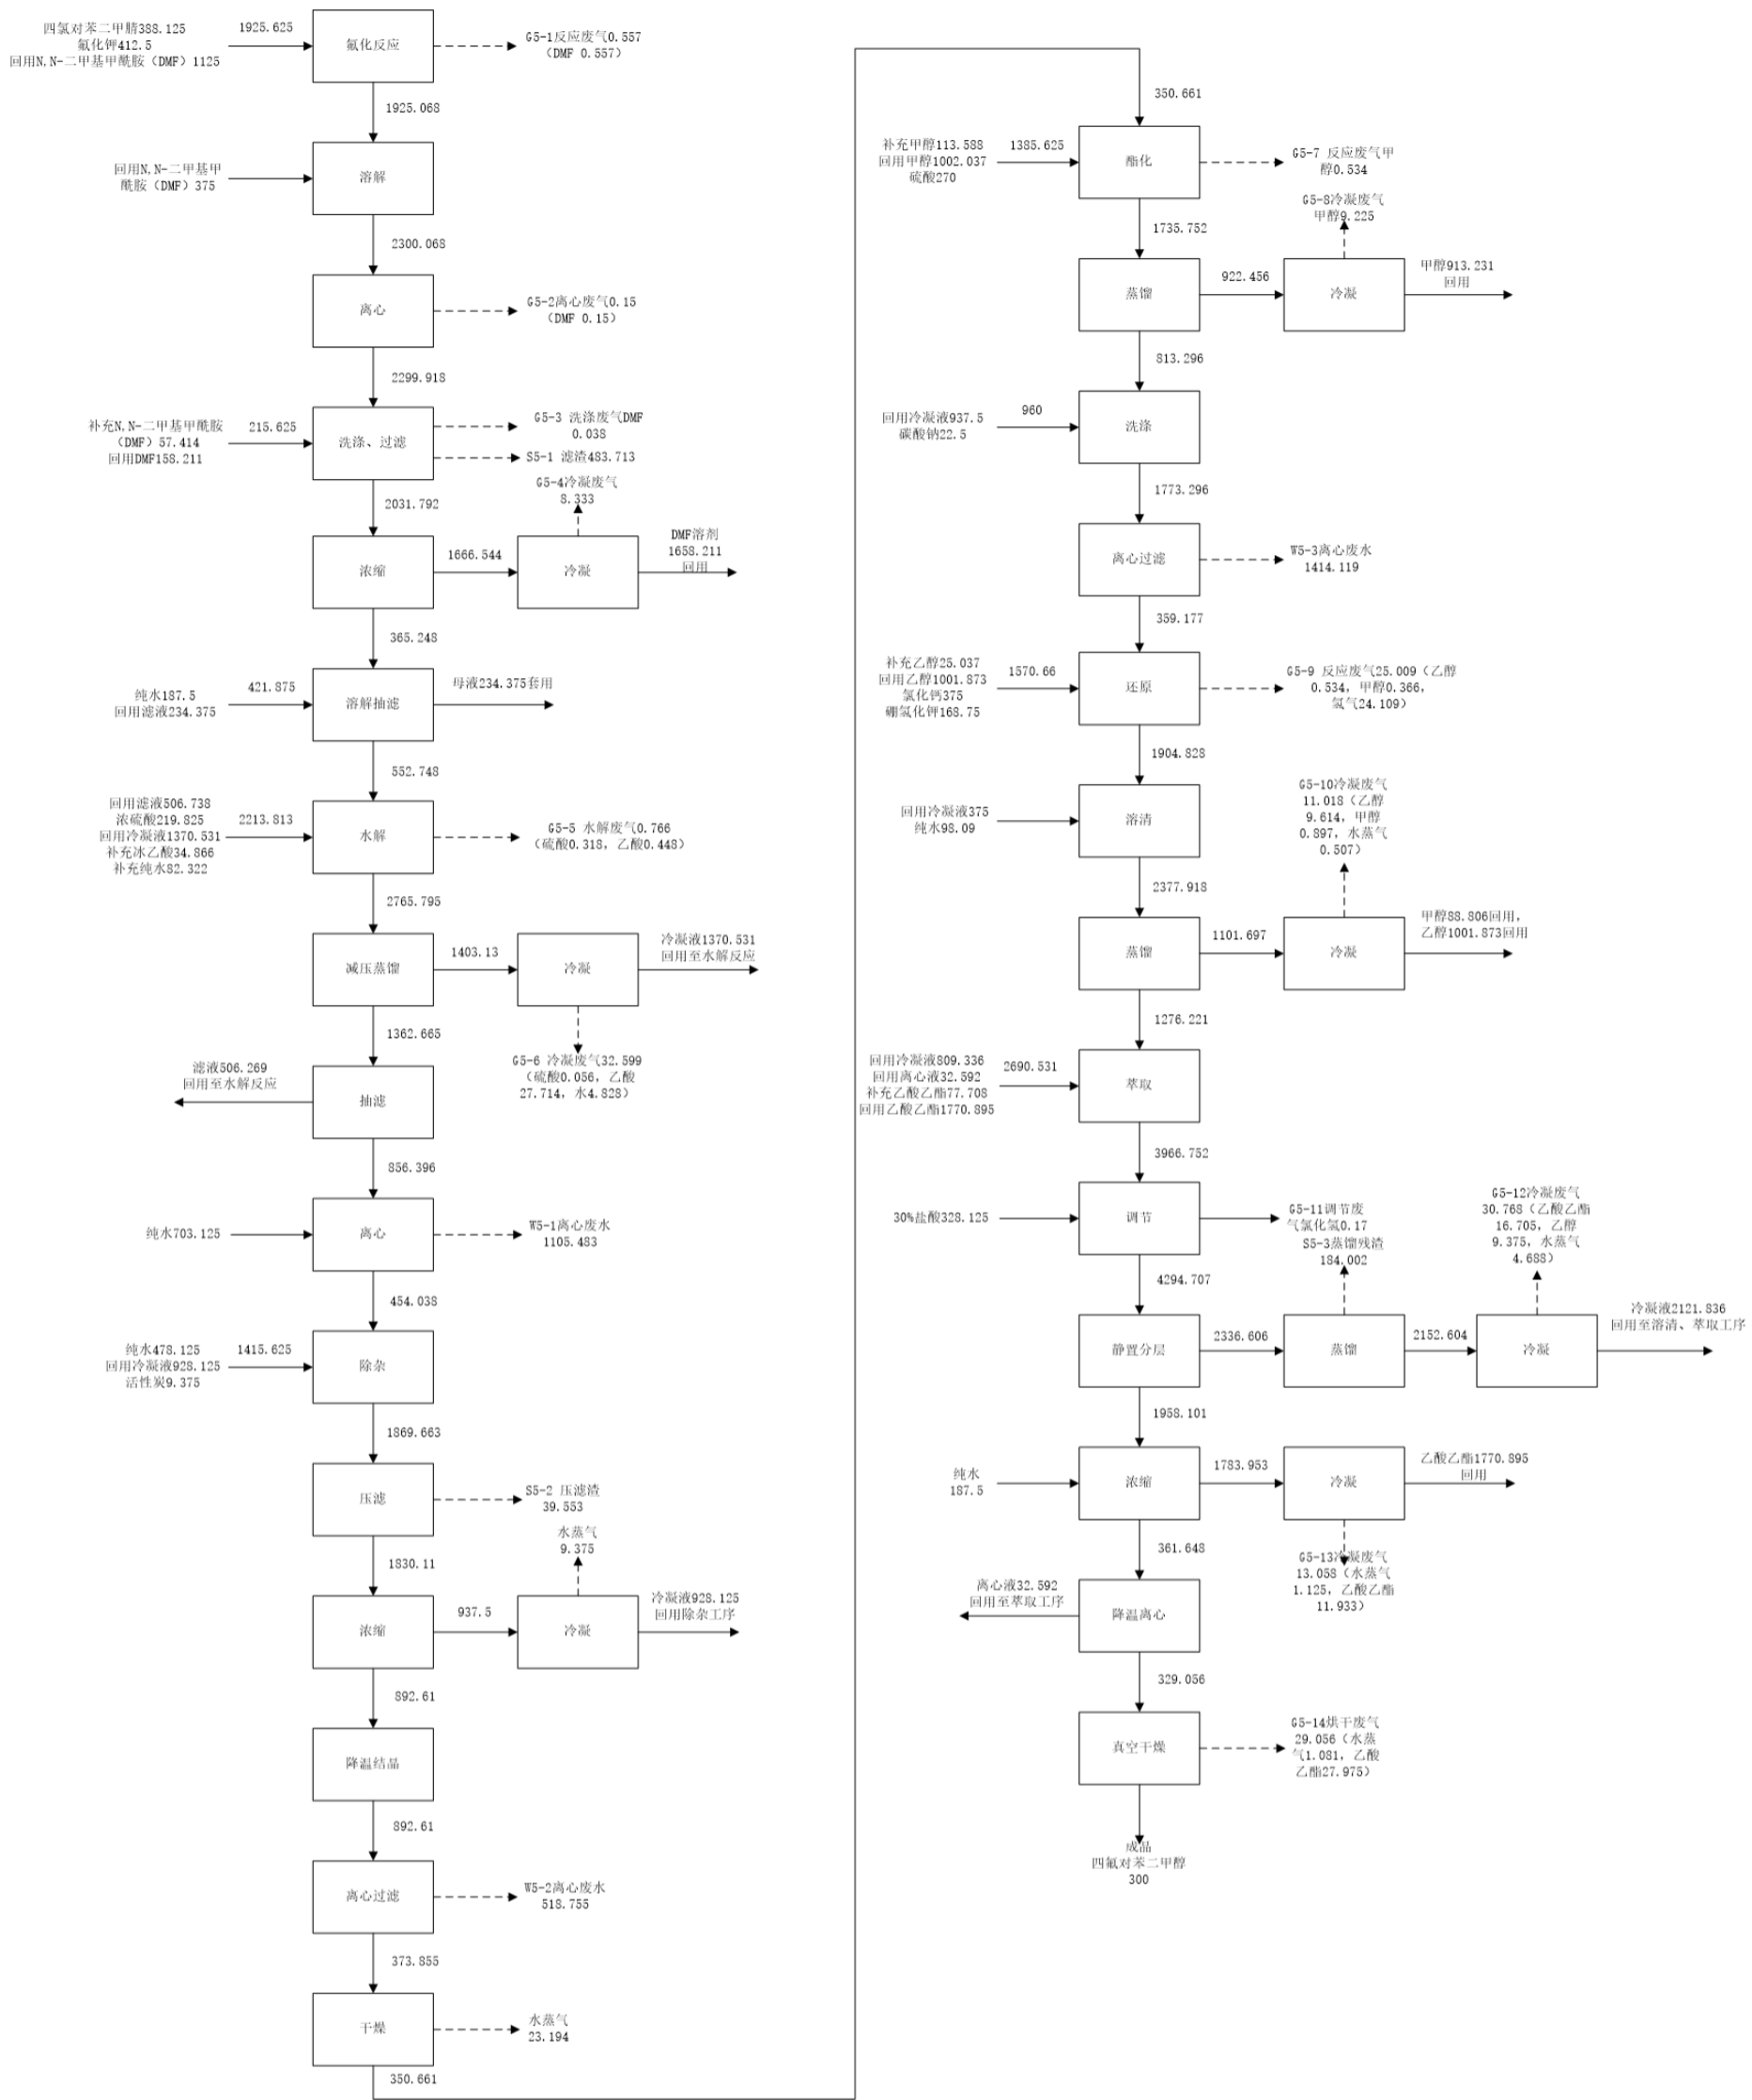 四氯对苯二甲腈388.125
氟化钾412.5
回用N,N-二甲基甲酰胺（DMF）1125
1925.625
氟化反应
G5-1反应废气0.557
（DMF 0.557）
1925.068
回用N,N-二甲基甲
酰胺（DMF）375
溶解
2300.068
离心
G5-2离心废气0.15
（DMF 0.15）
2299.918
补充N,N-二甲基甲酰胺
（DMF）57.414
回用DMF158.211
215.625
洗涤、过滤
G5-3 洗涤废气DMF
0.038
S5-1 滤渣483.713
2031.792
G5-4冷凝废气
8.333
浓缩
1666.544
冷凝
DMF溶剂
1658.211
回用
365.248
纯水187.5
回用滤液234.375
421.875
溶解抽滤
母液234.375套用
552.748
回用滤液506.738
浓硫酸219.825
回用冷凝液1370.531
补充冰乙酸34.866
补充纯水82.322
2213.813
水解
G5-5 水解废气0.766
（硫酸0.318，乙酸0.448）
2765.795
减压蒸馏
1403.13
冷凝
冷凝液1370.531
回用至水解反应
1362.665
G5-6 冷凝废气32.599
（硫酸0.056，乙酸
27.714，水4.828）
滤液506.269
回用至水解反应
抽滤
856.396
纯水703.125
离心
W5-1离心废水
1105.483
454.038
纯水478.125
回用冷凝液928.125
活性炭9.375
1415.625
除杂
1869.663
压滤
S5-2 压滤渣
39.553
1830.11
水蒸气
9.375
浓缩
937.5
冷凝
冷凝液928.125
回用除杂工序
892.61
降温结晶
892.61
离心过滤
W5-2离心废水
518.755
373.855
干燥
水蒸气
23.194
350.661
350.661
补充甲醇113.588
回用甲醇1002.037
硫酸270
1385.625
酯化
G5-7 反应废气甲
醇0.534
1735.752
G5-8冷凝废气
甲醇9.225
蒸馏
922.456
冷凝
甲醇913.231
回用
813.296
回用冷凝液937.5
碳酸钠22.5
960
洗涤
1773.296
离心过滤
W5-3离心废水
1414.119
359.177
补充乙醇25.037
回用乙醇1001.873
氯化钙375
硼氢化钾168.75
1570.66
还原
G5-9 反应废气25.009（乙醇
0.534，甲醇0.366，
氢气24.109）
1904.828
回用冷凝液375
纯水98.09
溶清
G5-10冷凝废气
11.018（乙醇
9.614，甲醇
0.897，水蒸气
0.507）
2377.918
蒸馏
1101.697
冷凝
甲醇88.806回用，
乙醇1001.873回用
1276.221
回用冷凝液809.336
回用离心液32.592
补充乙酸乙酯77.708
回用乙酸乙酯1770.895
2690.531
萃取
3966.752
30%盐酸328.125
调节
G5-11调节废
气氯化氢0.17
S5-3蒸馏残渣
184.002
G5-12冷凝废气
30.768（乙酸乙酯
16.705，乙醇
9.375，水蒸气
4.688）
4294.707
静置分层
2336.606
蒸馏
2152.604
冷凝
冷凝液2121.836
回用至溶清、萃取工序
1958.101
纯水
187.5
浓缩
1783.953
冷凝
乙酸乙酯1770.895
回用
361.648
G5-13冷凝废气
13.058（水蒸气
1.125，乙酸乙酯
11.933）
离心液32.592
回用至萃取工序
降温离心
329.056
真空干燥
G5-14烘干废气
29.056（水蒸
气1.081，乙酸
乙酯27.975）
成品
四氟对苯二甲醇
300